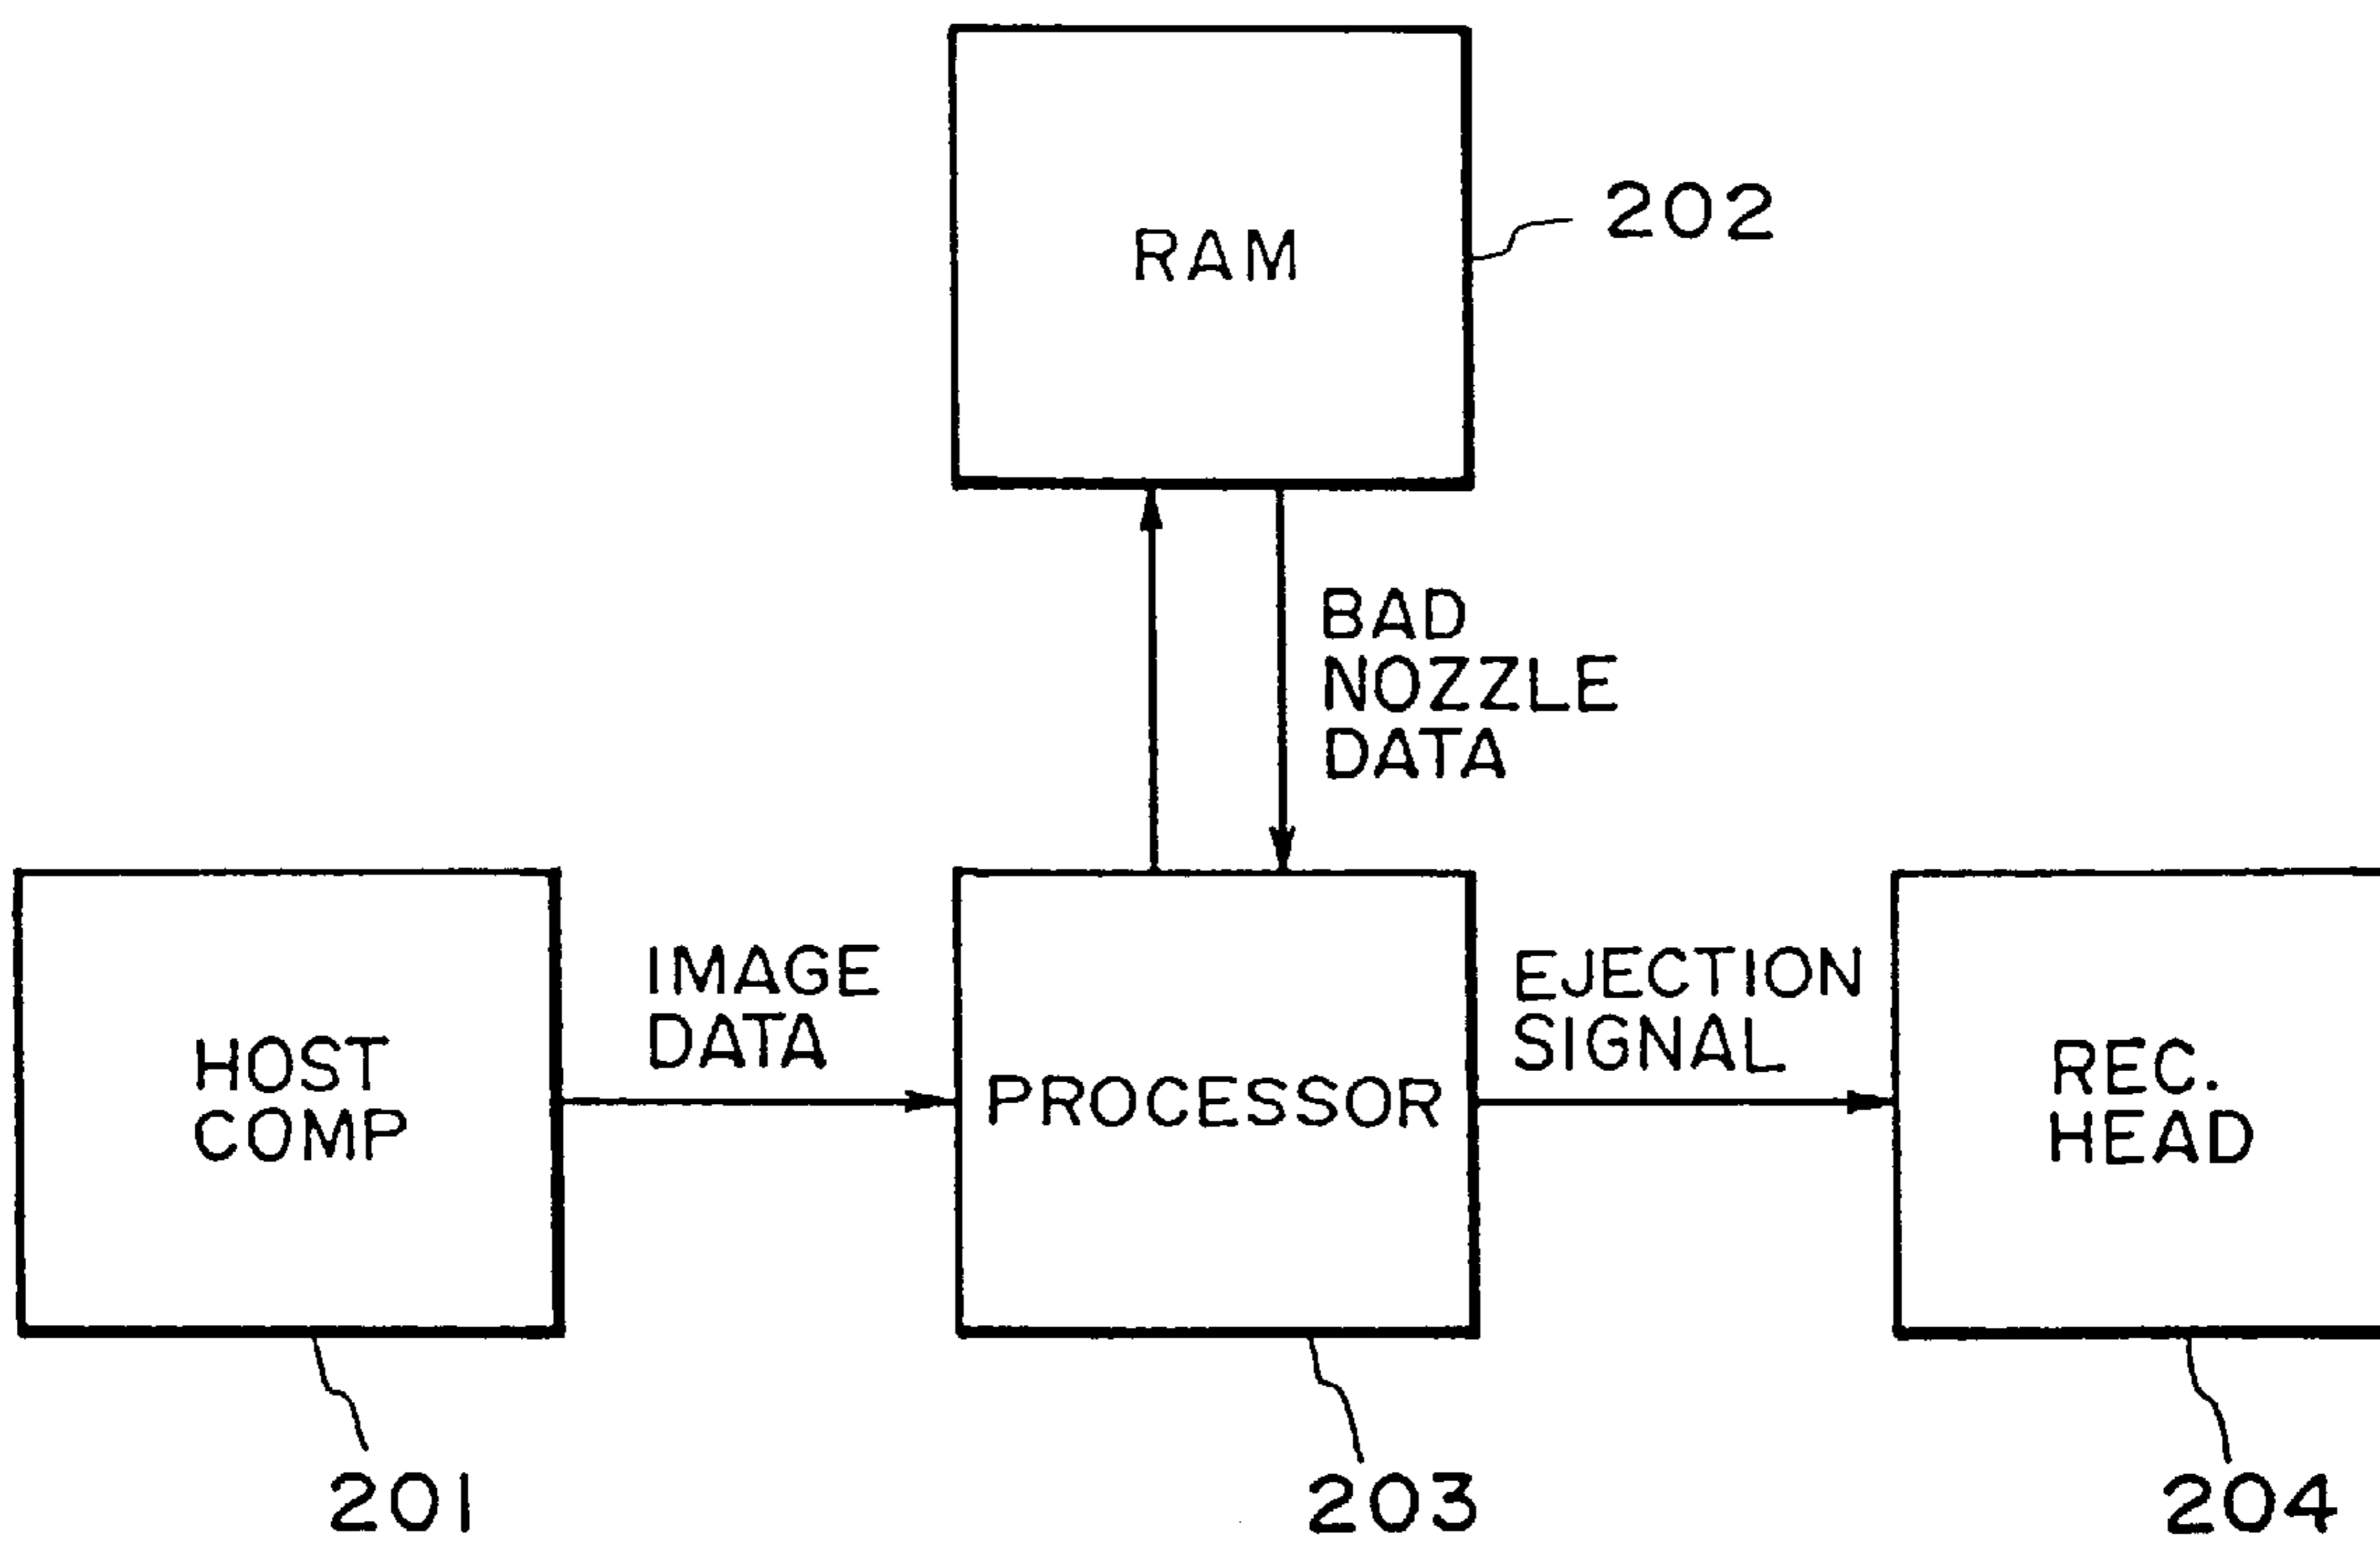 RAM
202
BAD
NOZZLE
DATA
IMAGE
DATA
EJECTION
SIGNAL
HOST
COMP
PROCESSOR
REC.
HEAD
201
203
204